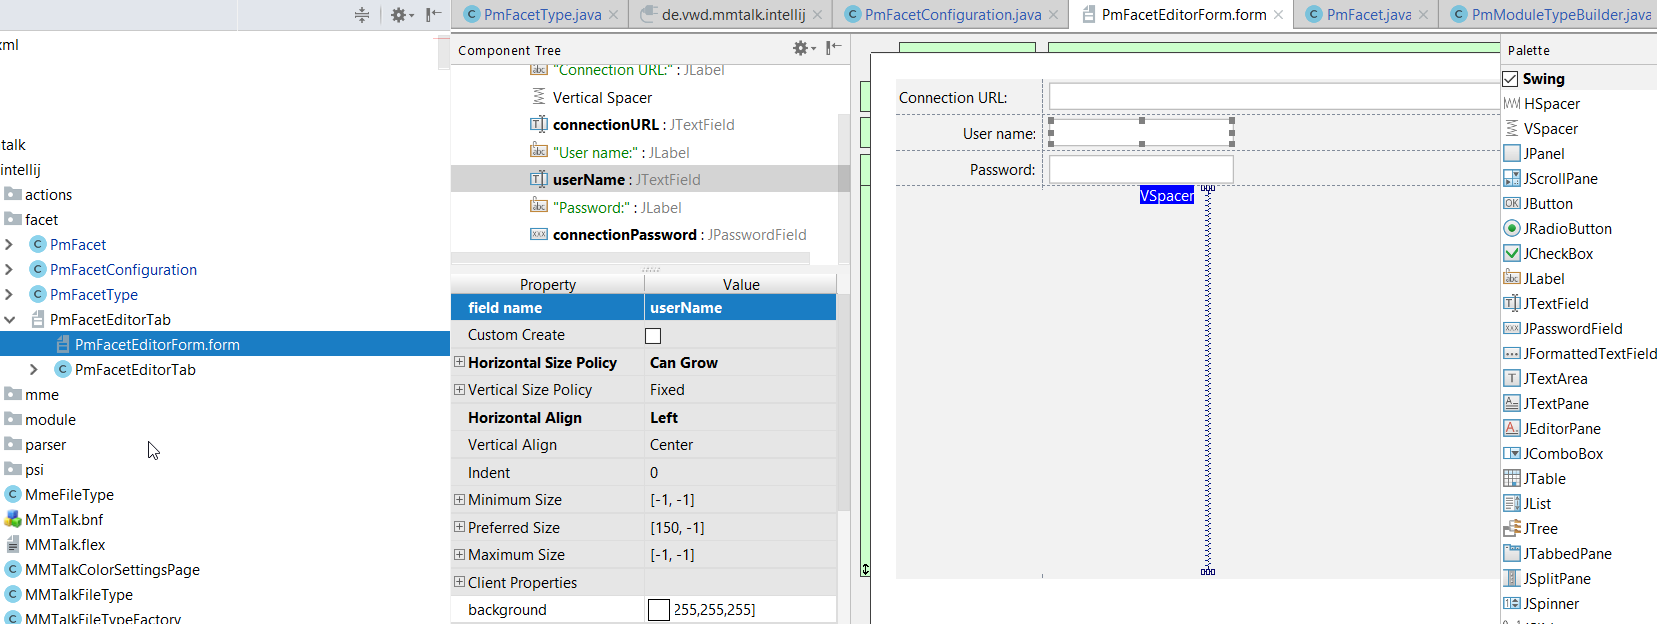 PmFacetType.java
de.vwd.mmtalk.intellij
PmFacetConfiguration.java
PmFacetEditorForm.form
PmFacet.java
PmModuleTypeBuilder.java
xml
talk
intellij
actions
facet
PmFacet
PmFacetConfiguration
PmFacetType
PmFacetEditorTab
PmFacetEditorForm.form
PmFacetEditorTab
mme
module
parser
psi
MmeFileType
MmTalk.bnf
MMTalk.flex
MMTalkColorSettingsPage
MMTalkFileType
MMTalkFileTypeFactory
Component Tree
"Connection URL:" : JLabel
Vertical Spacer
connectionURL : JTextField
"User name:" : JLabel
userName : JTextField
"Password:" : JLabel
connectionPassword : JPasswordField
Property Value
field name userName
Custom Create
Horizontal Size Policy Can Grow
Vertical Size Policy Fixed
Horizontal Align Left
Vertical Align Center
Indent 0
Minimum Size [-1, -1]
Preferred Size [150, -1]
Maximum Size [-1, -1]
Client Properties
background 255,255,255]
Connection URL:
User name:
Password:
VSpacer
Palette
Swing
HSpacer
VSpacer
JPanel
JScrollPane
JButton
JRadioButton
JCheckBox
JLabel
JTextField
JPasswordField
JFormattedTextField
JTextArea
JTextPane
JEditorPane
JComboBox
JTable
JList
JTree
JTabbedPane
JSplitPane
JSpinner